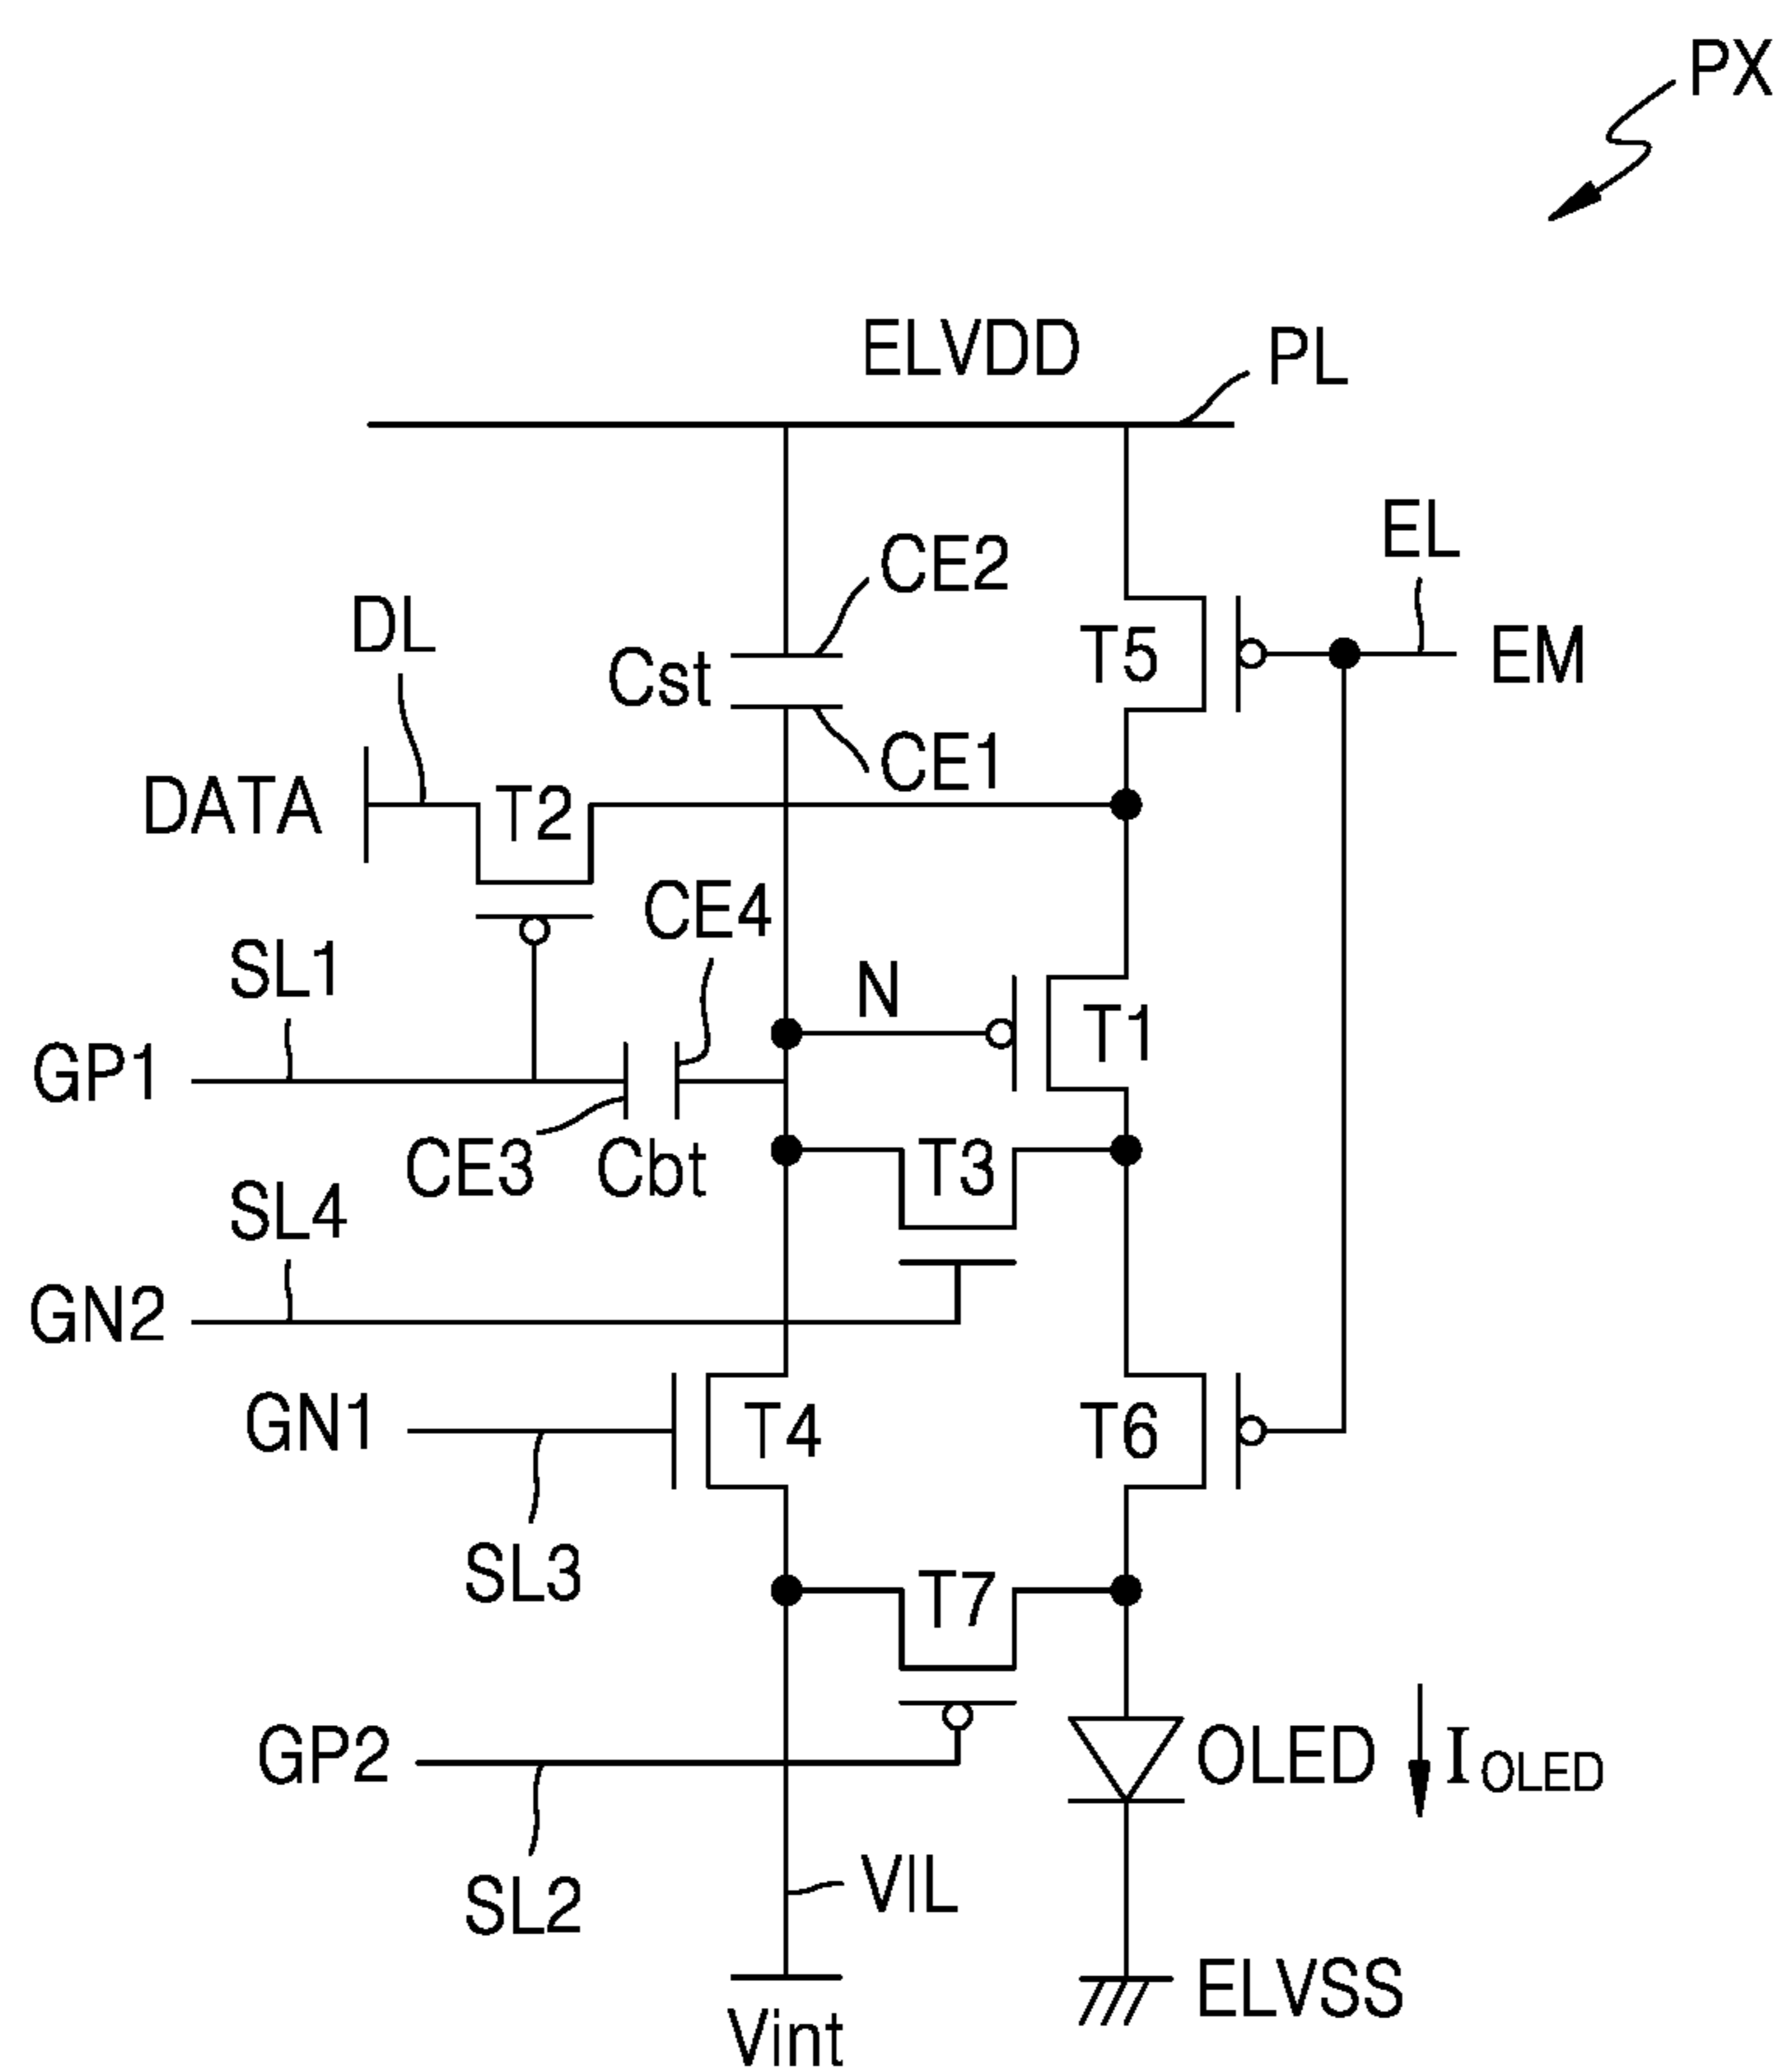 PX
ELVDD
PL
CE2
EL
DL
Cst
T5
EM
CE1
DATA
T2
CE4
SL1
N
T1
GP1
CE3
Cbt
T3
SL4
GN2
GN1
T4
T6
SL3
T7
GP2
OLED
I OLED
SL2
VIL
ELVSS
Vint